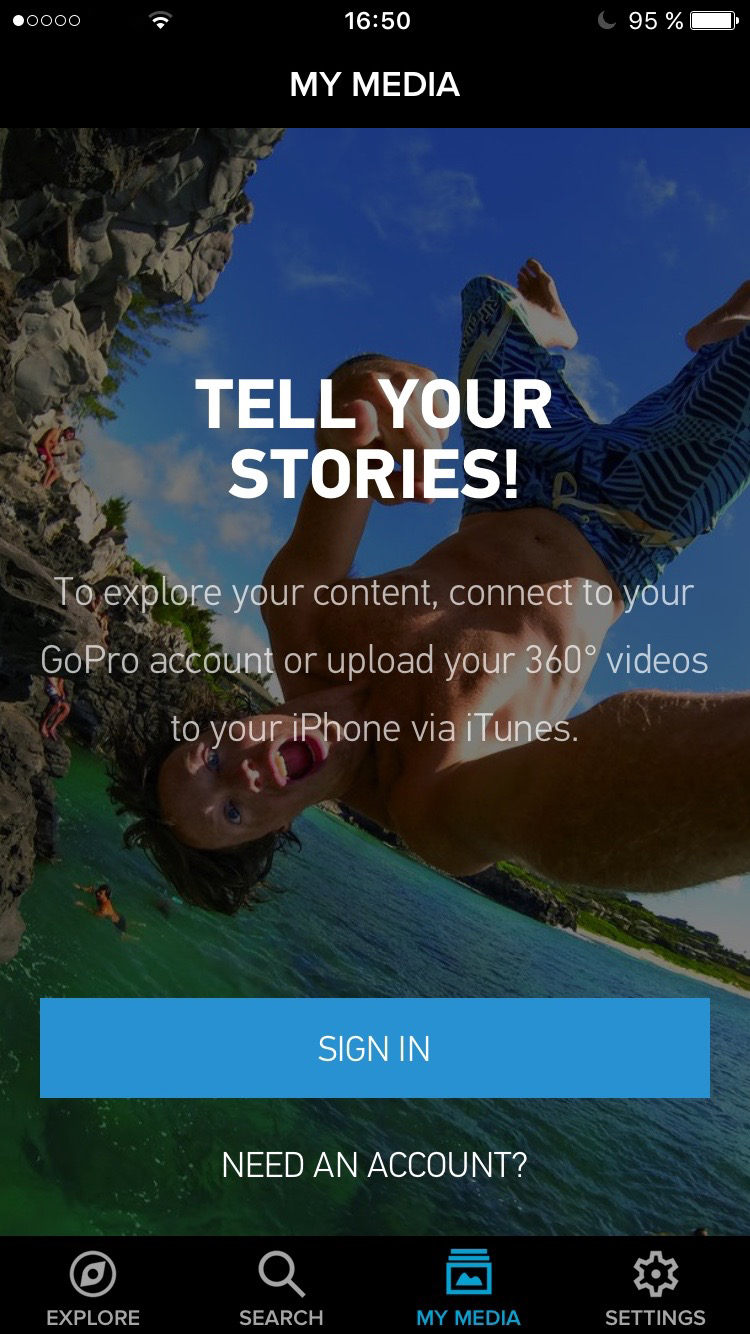 16:50
95 %
MY MEDIA
TELL YOUR
STORIES!
To explore your content, connect to your
GoPro account or upload your 360° videos
to your iPhone via iTunes.
SIGN IN
NEED AN ACCOUNT?
EXPLORE
SEARCH
MY MEDIA
SETTINGS